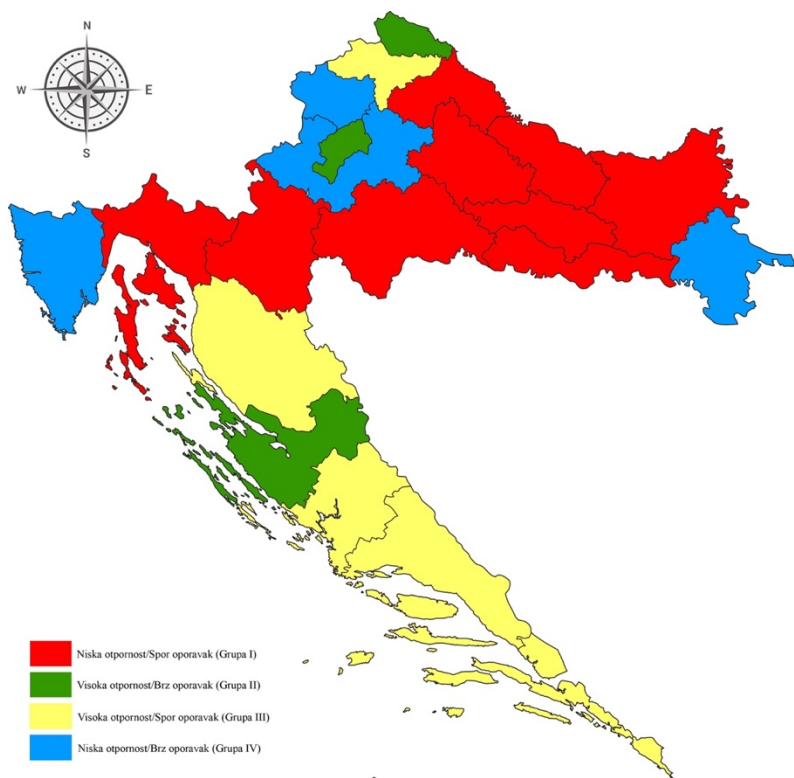 N
W E
S
Niska otpornost/Spor oporavak (Grupa I)
Visoka otpornost/Brz oporavak (Grupa II)
Visoka otpornost/Spor oporavak (Grupa III)
Niska otpornost/Brz oporavak (Grupa IV)